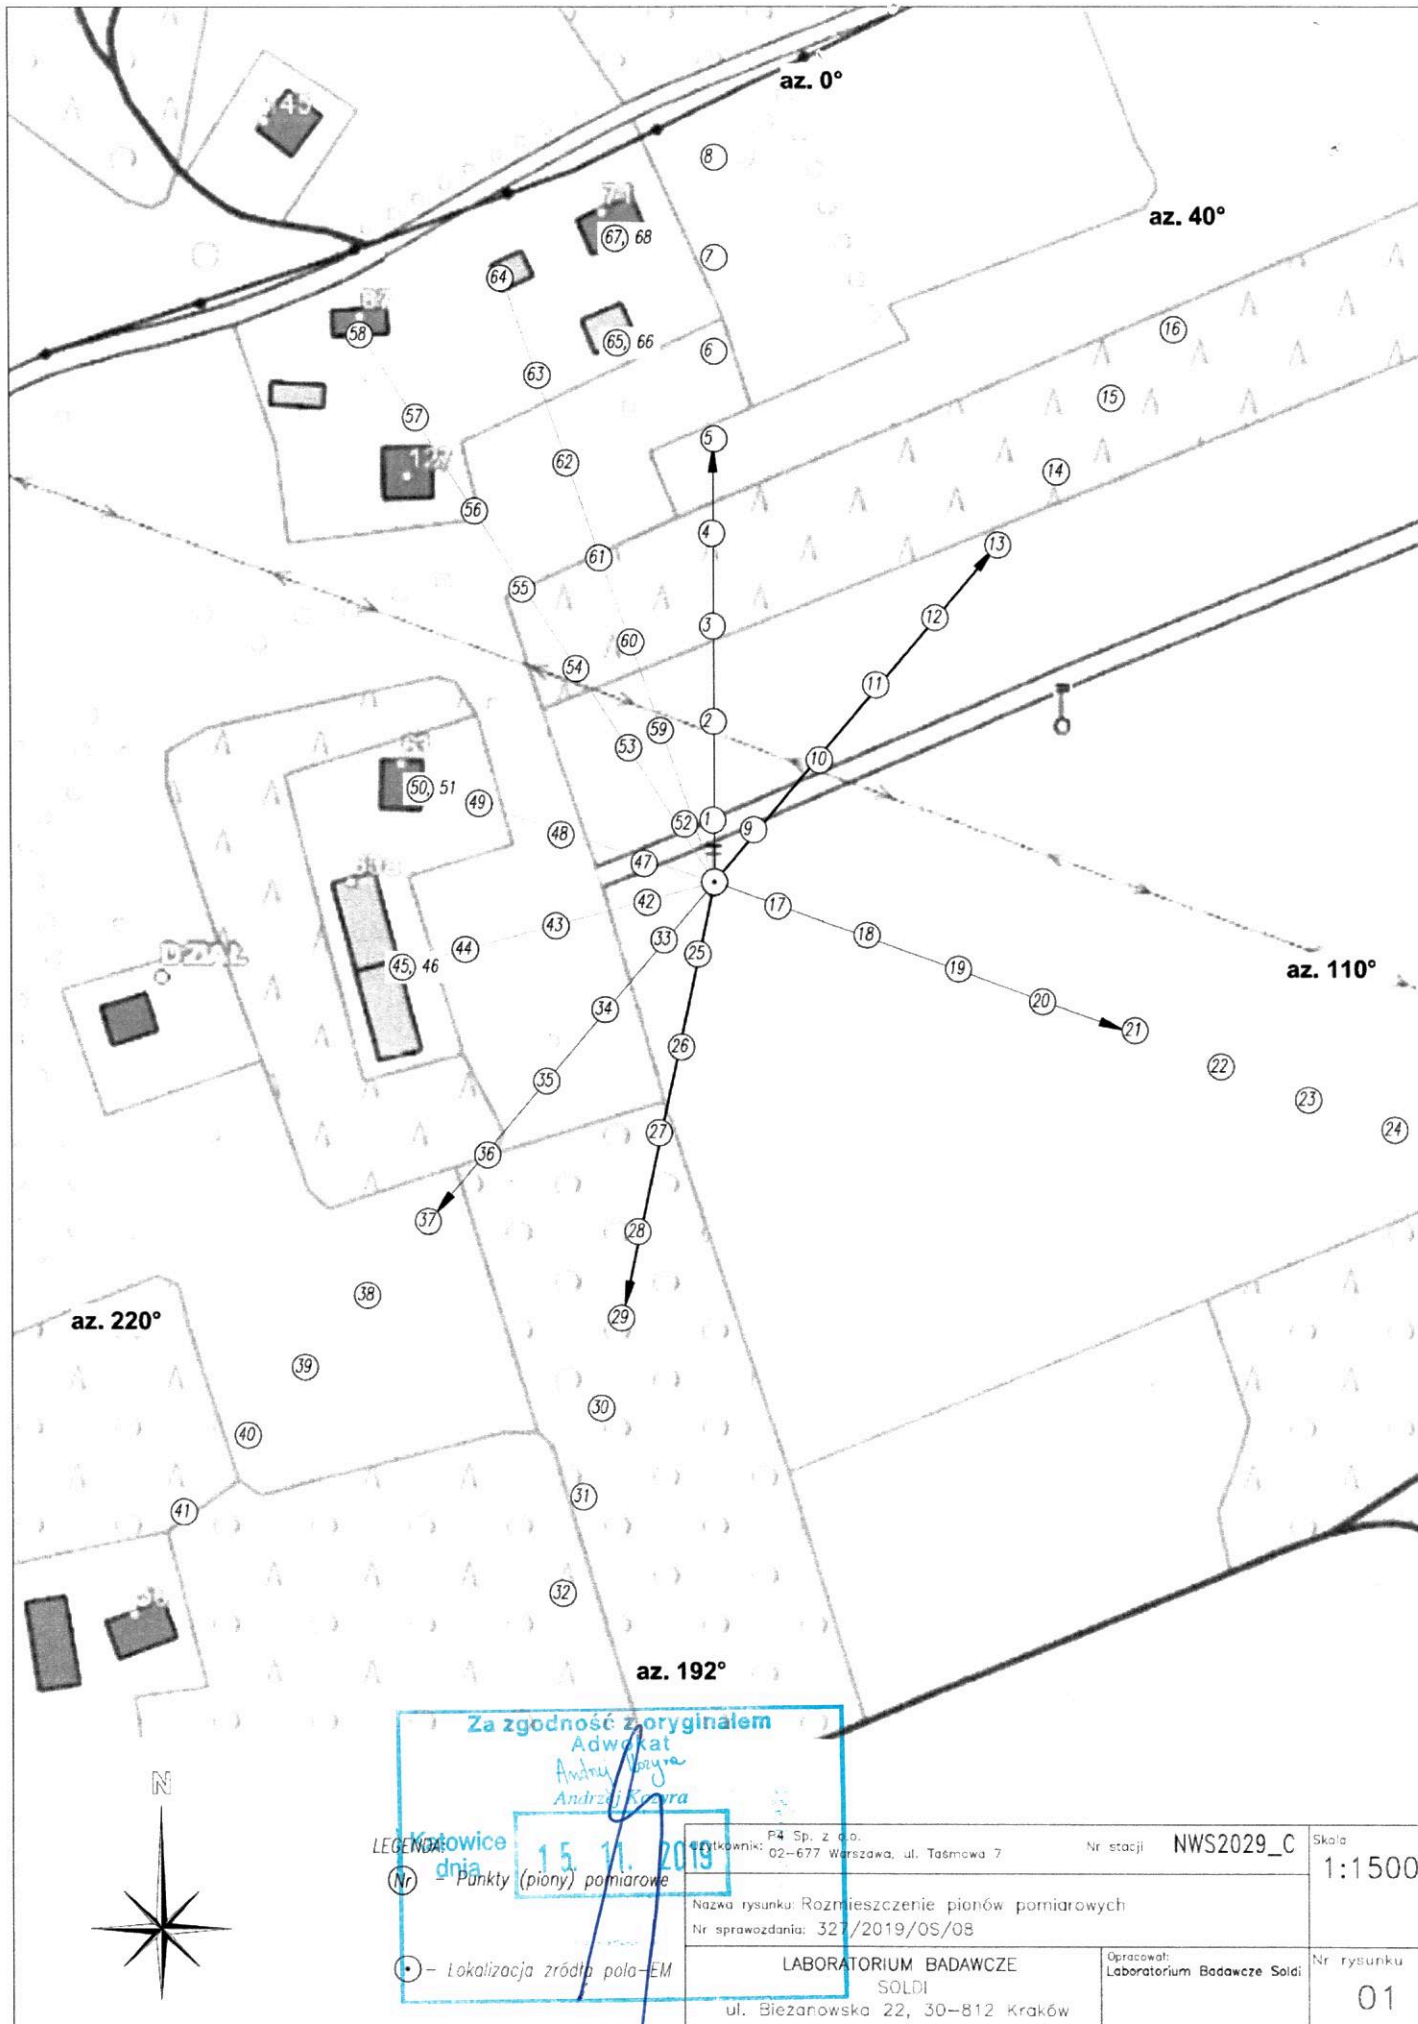 az. 0°
145
8
az. 40°
67, 68
7
64
87
16
58
65, 66
6
63
15
57
5
62
127
14
56
4
61
13
55
12
3
60
54
11
2
59
53
10
50, 51
49
1
52
9
48
47
42
17
43
18
33
44
25
45, 46
19
az. 110°
DZIAŁ
20
34
21
26
22
35
23
27
24
36
37
28
38
29
az. 220°
39
30
40
31
41
32
az. 192°
Za zgodność z oryginałem
Adwokat
Andrzej Kozyra
Andrzej Kozyra
N
Katowice
dnia
15. 11. 2019
LEGENDA:
Nr - Punkty (piony) pomiarowe
- Lokalizacja źródła pola-EM
Użytkownik: P4 Sp. z o.o.
02-677 Warszawa, ul. Taśmowa 7
Nr stacji NWS2029_C
Skala
1:1500
Nazwa rysunku: Rozmieszczenie pionów pomiarowych
Nr sprawozdania: 327/2019/OS/08
LABORATORIUM BADAWCZE
SOLDI
ul. Bieżanowska 22, 30-812 Kraków
Opracował:
Laboratorium Badawcze Soldi
Nr rysunku
01